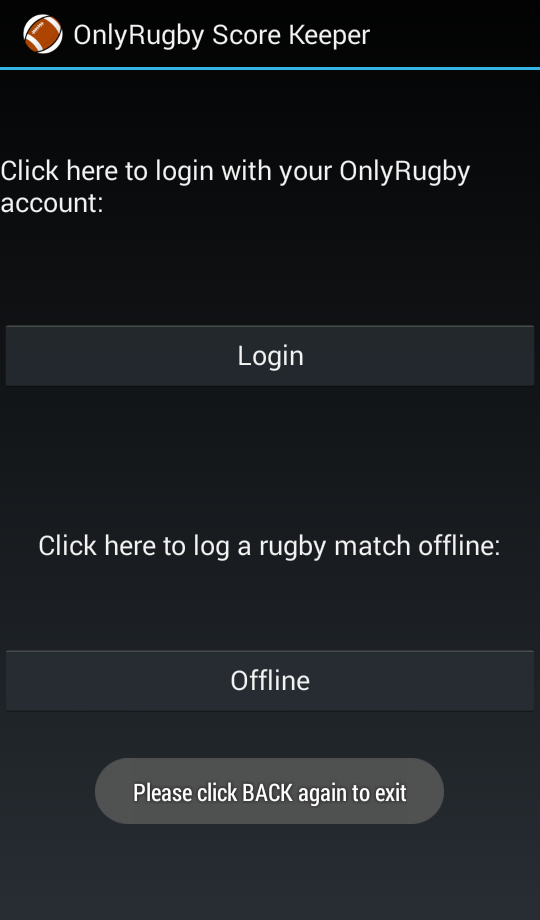 OnlyRugby Score Keeper
Click here to login with your OnlyRugby
account:
Login
Click here to log a rugby match offline:
Offline
Please click BACK again to exit